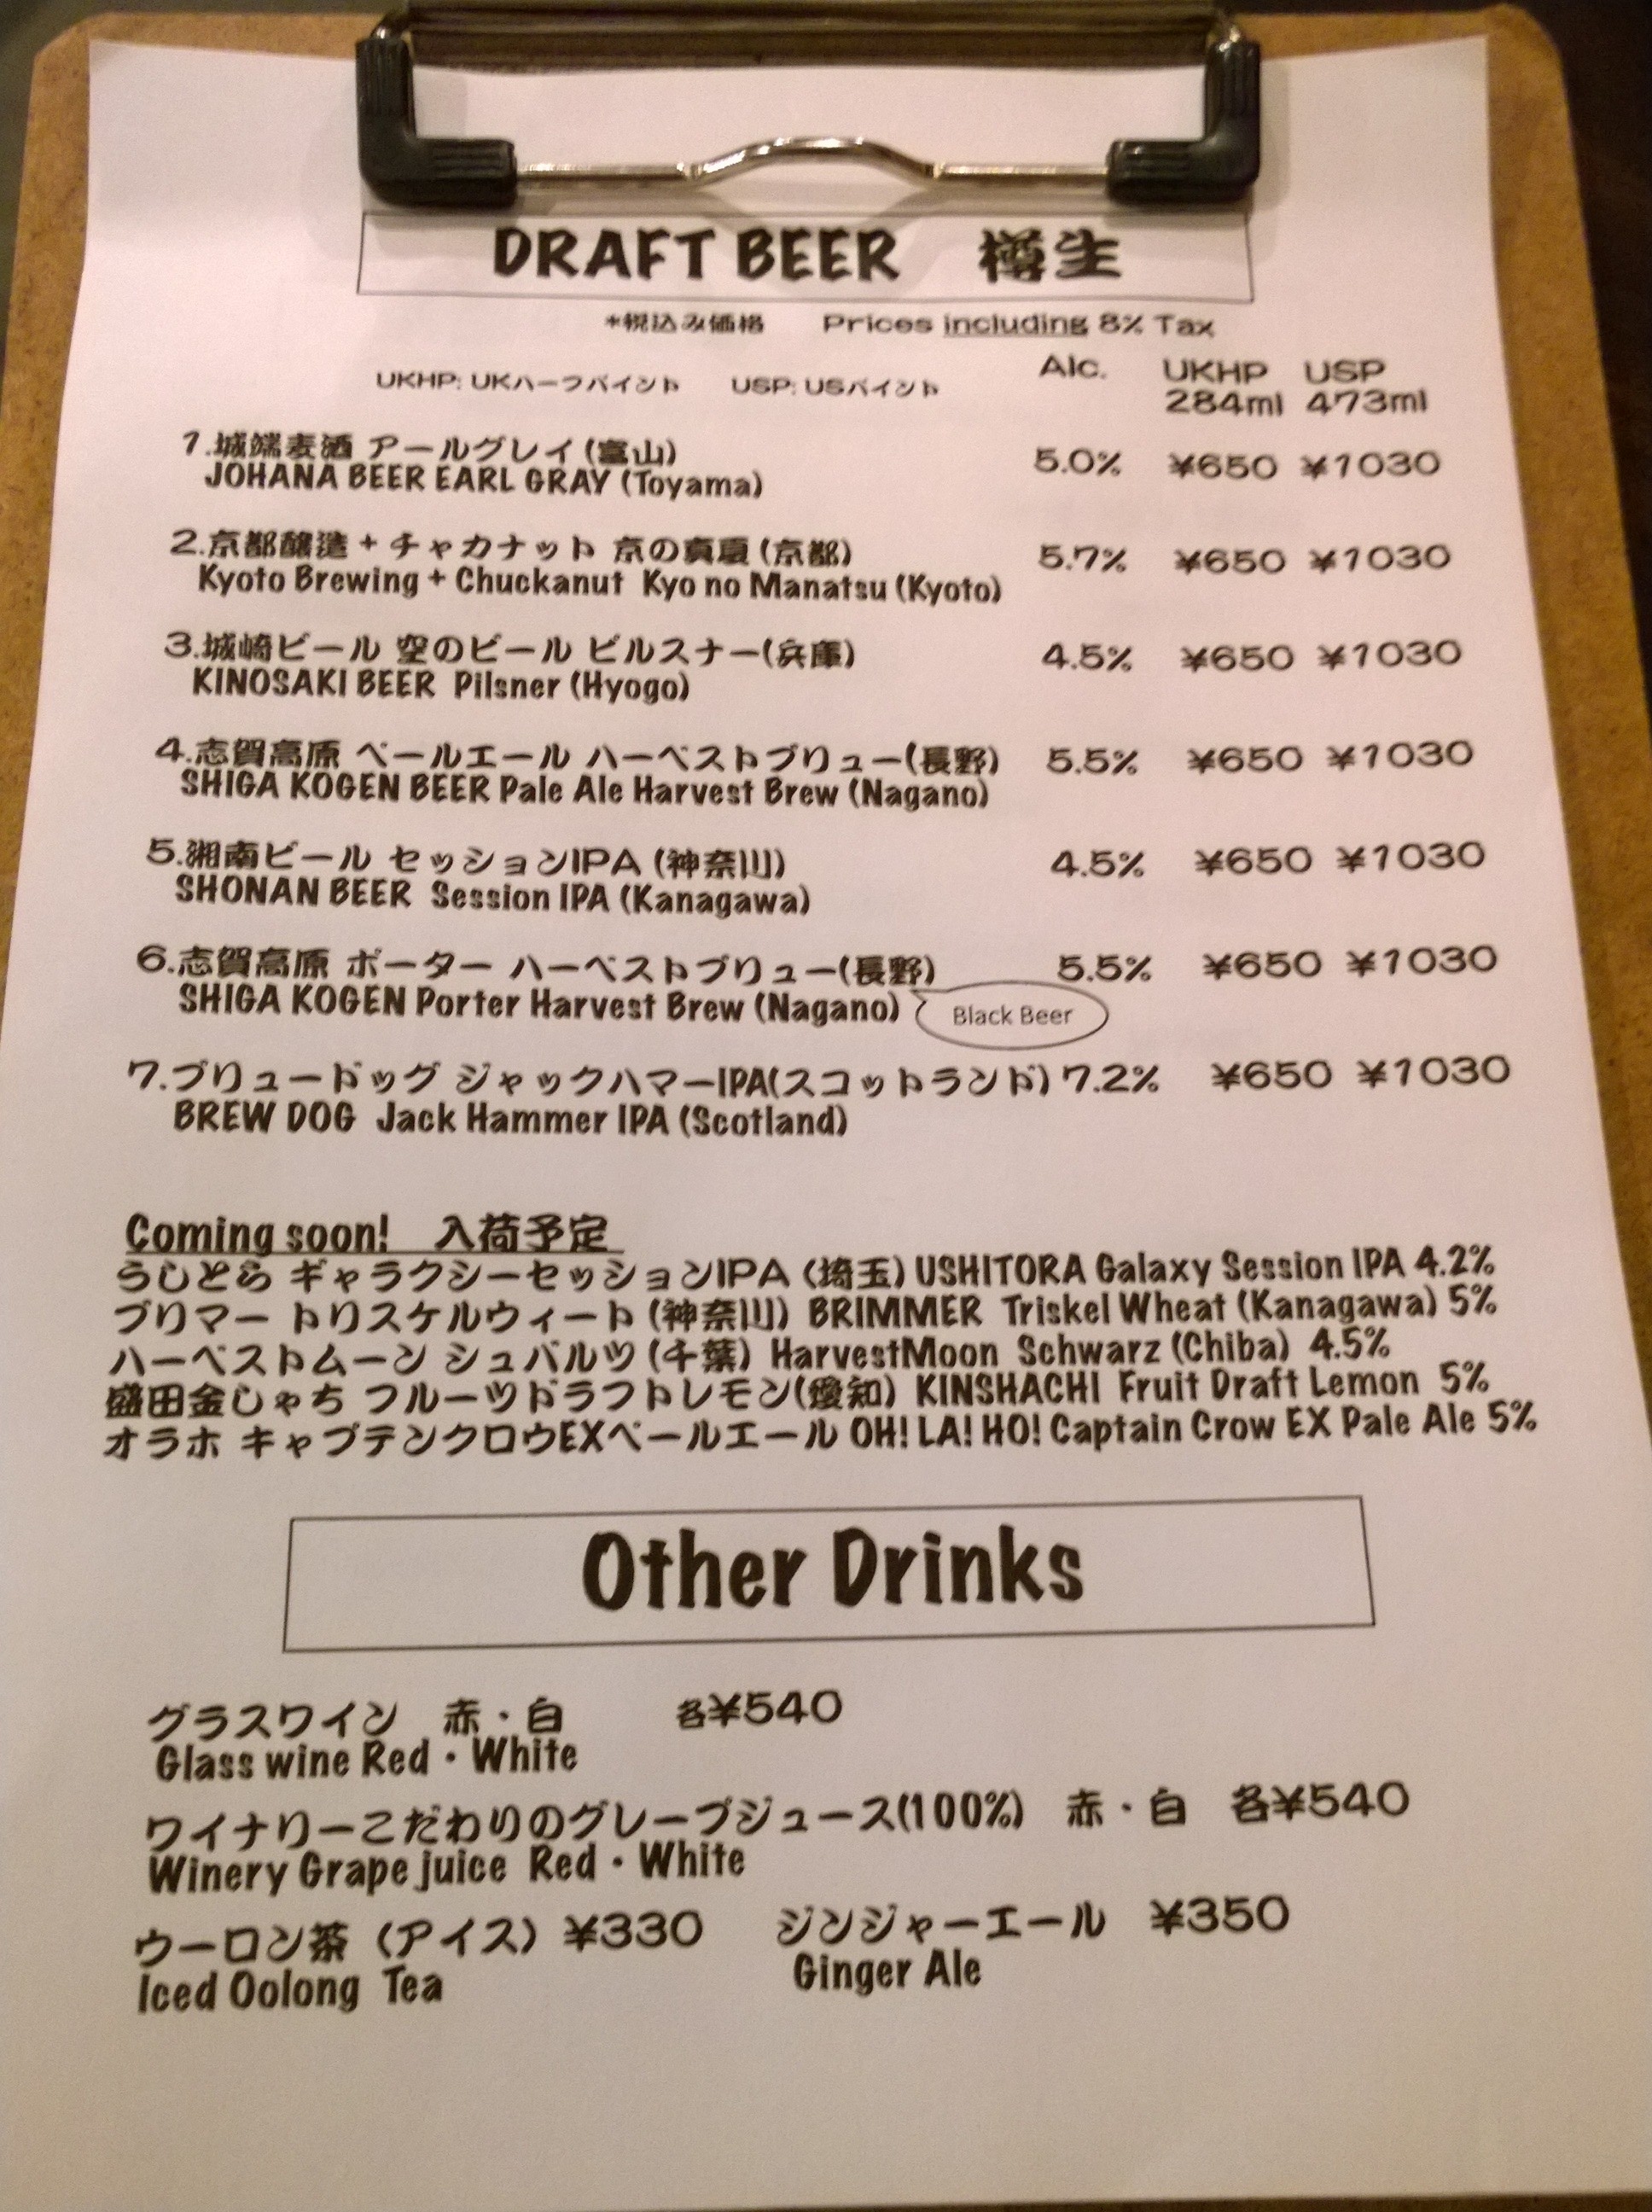 DRAFT BEER 樽生
*税込み価格 Prices including 8% Tax
Alc. UKHP USP
UKHP: UKハーフパイント USP: USパイント 284ml 473ml
1.城端麦酒 アールグレイ(富山) 5.0% ¥650 ¥1030
JOHANA BEER EARL GRAY (Toyama)
2.京都醸造+チャカナット 京の真夏(京都) 5.7% ¥650 ¥1030
Kyoto Brewing + Chuckanut Kyo no Manatsu (Kyoto)
3.城崎ビール 空のビール ピルスナー(兵庫) 4.5% ¥650 ¥1030
KINOSAKI BEER Pilsner (Hyogo)
4.志賀高原 ペールエール ハーベストブリュー(長野) 5.5% ¥650 ¥1030
SHIGA KOGEN BEER Pale Ale Harvest Brew (Nagano)
5.湘南ビール セッションIPA (神奈川) 4.5% ¥650 ¥1030
SHONAN BEER Session IPA (Kanagawa)
6.志賀高原 ポーター ハーベストブリュー(長野) 5.5% ¥650 ¥1030
SHIGA KOGEN Porter Harvest Brew (Nagano) Black Beer
7.ブリュードッグ ジャックハマーIPA(スコットランド) 7.2% ¥650 ¥1030
BREW DOG Jack Hammer IPA (Scotland)
Coming soon! 入荷予定
うしとら ギャラクシーセッションIPA (埼玉) USHITORA Galaxy Session IPA 4.2%
ブリマー トリスケルウィート(神奈川) BRIMMER Triskel Wheat (Kanagawa) 5%
ハーベストムーン シュバルツ(千葉) HarvestMoon Schwarz (Chiba) 4.5%
盛田金しゃち フルーツドラフトレモン(愛知) KINSHACHI Fruit Draft Lemon 5%
オラホ キャプテンクロウEXペールエール OH! LA! HO! Captain Crow EX Pale Ale 5%
Other Drinks
グラスワイン 赤・白 各¥540
Glass wine Red・White
ワイナリーこだわりのグレープジュース(100%) 赤・白 各¥540
Winery Grape juice Red・White
ウーロン茶 (アイス) ¥330 ジンジャーエール ¥350
Iced Oolong Tea Ginger Ale